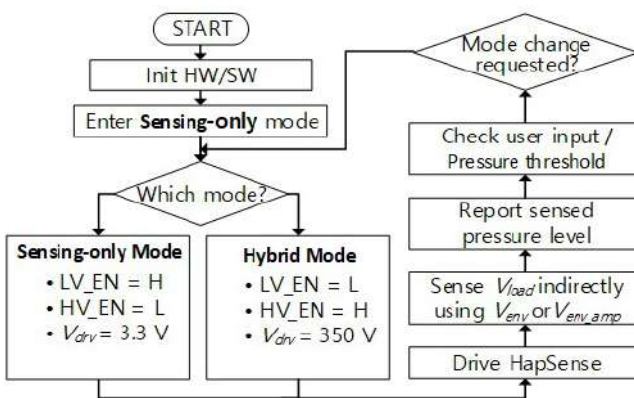 START
Init HW/SW
Enter Sensing-only mode
Which mode?
Sensing-only Mode
• LV_EN = H
• HV_EN = L
• Vdrv = 3.3 V
Hybrid Mode
• LV_EN = L
• HV_EN = H
• Vdrv = 350 V
Drive HapSense
Sense Vload indirectly
using Venv or Venv_amp
Report sensed
pressure level
Check user input /
Pressure threshold
Mode change
requested?